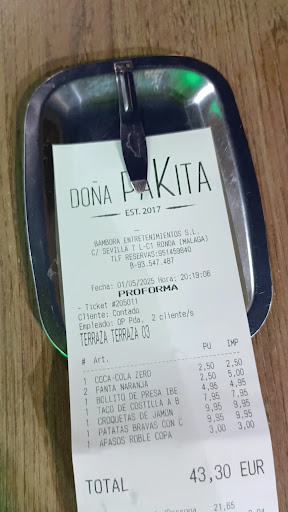 DOÑA PAKITA
EST. 2017
BAMBORA ENTRETENIMIENTOS S.L.
C/ SEVILLA 7 L-C1 RONDA (MALAGA)
TLF RESERVAS:951459840
B-93.547.487
Fecha: 01/05/2025 Hora: 20:19:06
PROFORMA
- Ticket #205011
Cliente: Contado
Empleado: OP Pda. 2 cliente/s
TERRAZA TERRAZA 03
# Art. PU IMP
1 COCA-COLA ZERO 2,50 2,50
2 FANTA NARANJA 2,50 5,00
1 BOLLITO DE PRESA IBE 4,95 4,95
1 TACO DE COSTILLA A B 7,95 7,95
1 CROQUETAS DE JAMON 9,95 9,95
1 PATATAS BRAVAS CON C 9,95 9,95
1 APASOS ROBLE COPA 3,00 3,00
TOTAL 43,30 EUR
21,65